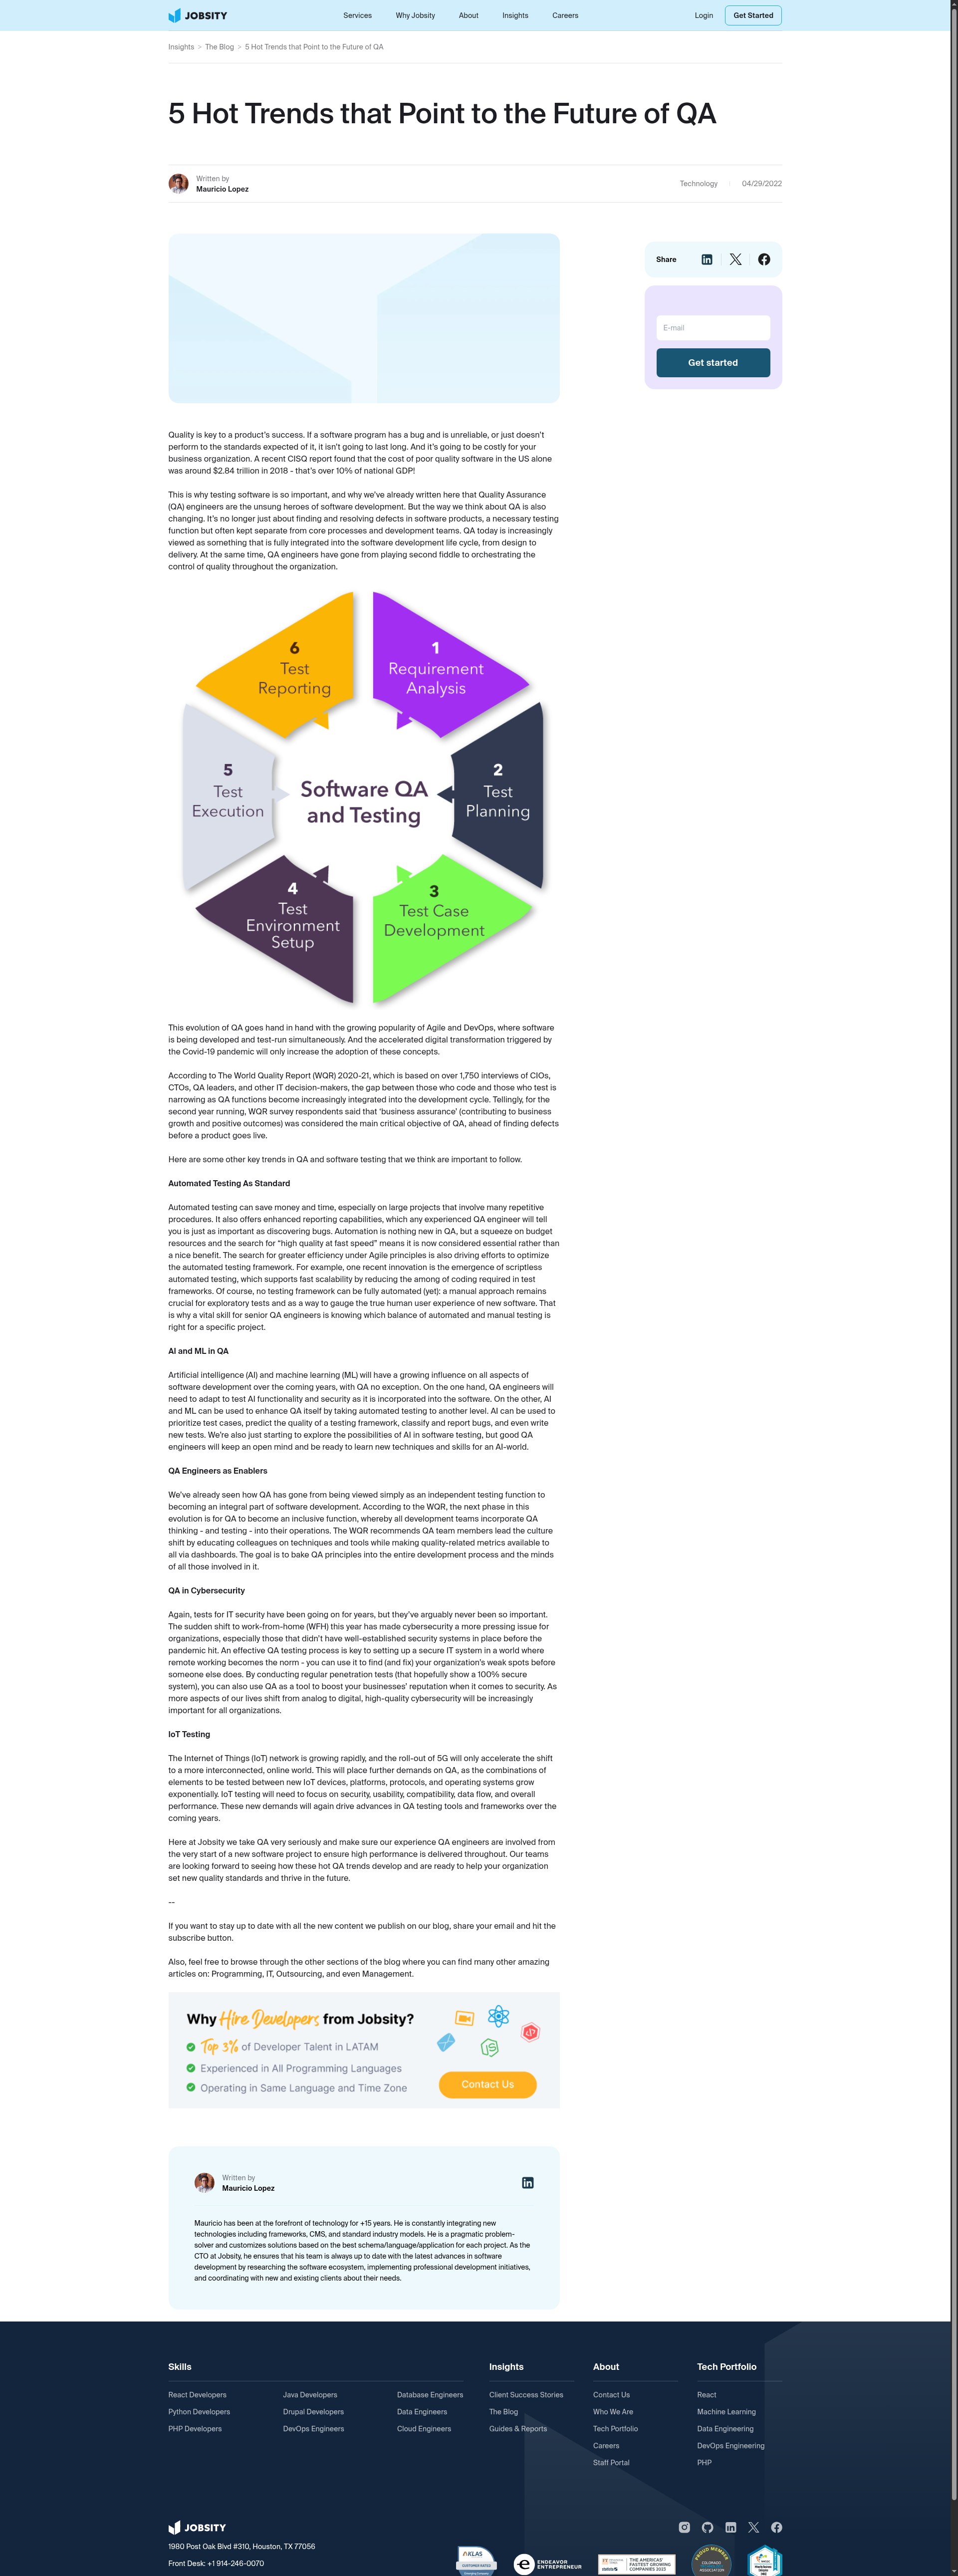 JOBSITY
Services
Why Jobsity
About
Insights
Careers
Login
Get Started
Insights > The Blog > 5 Hot Trends that Point to the Future of QA
5 Hot Trends that Point to the Future of QA
Written by
Mauricio Lopez
Technology
04/29/2022
Share
E-mail
Get started
Quality is key to a product's success. If a software program has a bug and is unreliable, or just doesn't
perform to the standards expected of it, it isn't going to last long. And it's going to be costly for your
business organization. A recent CISQ report found that the cost of poor quality software in the US alone
was around $2.84 trillion in 2018 - that's over 10% of national GDP!
This is why testing software is so important, and why we've already written here that Quality Assurance
(QA) engineers are the unsung heroes of software development. But the way we think about QA is also
changing. It's no longer just about finding and resolving defects in software products, a necessary testing
function but often kept separate from core processes and development teams. QA today is increasingly
viewed as something that is fully integrated into the software development life cycle, from design to
delivery. At the same time, QA engineers have gone from playing second fiddle to orchestrating the
control of quality throughout the organization.
6
Test
Reporting
1
Requirement
Analysis
5
Test
Execution
Software QA
and Testing
2
Test
Planning
4
Test
Environment
Setup
3
Test Case
Development
This evolution of QA goes hand in hand with the growing popularity of Agile and DevOps, where software
is being developed and test-run simultaneously. And the accelerated digital transformation triggered by
the Covid-19 pandemic will only increase the adoption of these concepts.
According to The World Quality Report (WQR) 2020-21, which is based on over 1,750 interviews of CIOs,
CTOs, QA leaders, and other IT decision-makers, the gap between those who code and those who test is
narrowing as QA functions become increasingly integrated into the development cycle. Tellingly, for the
second year running, WQR survey respondents said that 'business assurance' (contributing to business
growth and positive outcomes) was considered the main critical objective of QA, ahead of finding defects
before a product goes live.
Here are some other key trends in QA and software testing that we think are important to follow.
Automated Testing As Standard
Automated testing can save money and time, especially on large projects that involve many repetitive
procedures. It also offers enhanced reporting capabilities, which any experienced QA engineer will tell
you is just as important as discovering bugs. Automation is nothing new in QA, but a squeeze on budget
resources and the search for "high quality at fast speed" means it is now considered essential rather than
a nice benefit. The search for greater efficiency under Agile principles is also driving efforts to optimize
the automated testing framework. For example, one recent innovation is the emergence of scriptless
automated testing, which supports fast scalability by reducing the among of coding required in test
frameworks. Of course, no testing framework can be fully automated (yet): a manual approach remains
crucial for exploratory tests and as a way to gauge the true human user experience of new software. That
is why a vital skill for senior QA engineers is knowing which balance of automated and manual testing is
right for a specific project.
AI and ML in QA
Artificial intelligence (AI) and machine learning (ML) will have a growing influence on all aspects of
software development over the coming years, with QA no exception. On the one hand, QA engineers will
need to adapt to test AI functionality and security as it is incorporated into the software. On the other, AI
and ML can be used to enhance QA itself by taking automated testing to another level. AI can be used to
prioritize test cases, predict the quality of a testing framework, classify and report bugs, and even write
new tests. We're also just starting to explore the possibilities of AI in software testing, but good QA
engineers will keep an open mind and be ready to learn new techniques and skills for an AI-world.
QA Engineers as Enablers
We've already seen how QA has gone from being viewed simply as an independent testing function to
becoming an integral part of software development. According to the WQR, the next phase in this
evolution is for QA to become an inclusive function, whereby all development teams incorporate QA
thinking - and testing - into their operations. The WQR recommends QA team members lead the culture
shift by educating colleagues on techniques and tools while making quality-related metrics available to
all via dashboards. The goal is to bake QA principles into the entire development process and the minds
of all those involved in it.
QA in Cybersecurity
Again, tests for IT security have been going on for years, but they've arguably never been so important.
The sudden shift to work-from-home (WFH) this year has made cybersecurity a more pressing issue for
organizations, especially those that didn't have well-established security systems in place before the
pandemic hit. An effective QA testing process is key to setting up a secure IT system in a world where
remote working becomes the norm - you can use it to find (and fix) your organization's weak spots before
someone else does. By conducting regular penetration tests (that hopefully show a 100% secure
system), you can also use QA as a tool to boost your businesses' reputation when it comes to security. As
more aspects of our lives shift from analog to digital, high-quality cybersecurity will be increasingly
important for all organizations.
IoT Testing
The Internet of Things (IoT) network is growing rapidly, and the roll-out of 5G will only accelerate the shift
to a more interconnected, online world. This will place further demands on QA, as the combinations of
elements to be tested between new IoT devices, platforms, protocols, and operating systems grow
exponentially. IoT testing will need to focus on security, usability, compatibility, data flow, and overall
performance. These new demands will again drive advances in QA testing tools and frameworks over the
coming years.
Here at Jobsity we take QA very seriously and make sure our experience QA engineers are involved from
the very start of a new software project to ensure high performance is delivered throughout. Our teams
are looking forward to seeing how these hot QA trends develop and are ready to help your organization
set new quality standards and thrive in the future.
--
If you want to stay up to date with all the new content we publish on our blog, share your email and hit the
subscribe button.
Also, feel free to browse through the other sections of the blog where you can find many other amazing
articles on: Programming, IT, Outsourcing, and even Management.
Why Hire Developers from Jobsity?
Top 3% of Developer Talent in LATAM
Experienced in All Programming Languages
Operating in Same Language and Time Zone
Contact Us
Written by
Mauricio Lopez
Mauricio has been at the forefront of technology for +15 years. He is constantly integrating new
technologies including frameworks, CMS, and standard industry models. He is a pragmatic problem-
solver and customizes solutions based on the best schema/language/application for each project. As the
CTO at Jobsity, he ensures that his team is always up to date with the latest advances in software
development by researching the software ecosystem, implementing professional development initiatives,
and coordinating with new and existing clients about their needs.
Skills
React Developers
Python Developers
PHP Developers
Java Developers
Drupal Developers
DevOps Engineers
Database Engineers
Data Engineers
Cloud Engineers
Insights
Client Success Stories
The Blog
Guides & Reports
About
Contact Us
Who We Are
Tech Portfolio
Careers
Staff Portal
Tech Portfolio
React
Machine Learning
Data Engineering
DevOps Engineering
PHP
JOBSITY
1980 Post Oak Blvd #310, Houston, TX 77056
Front Desk: +1 914-246-0070
AKLAS
CUSTOMER RATED
ENDEAVOR
ENTREPRENEUR
THE AMERICAS'
FASTEST GROWING
COMPANIES 2022
PROUD MEMBER
COLORADO
ASSOCIATION